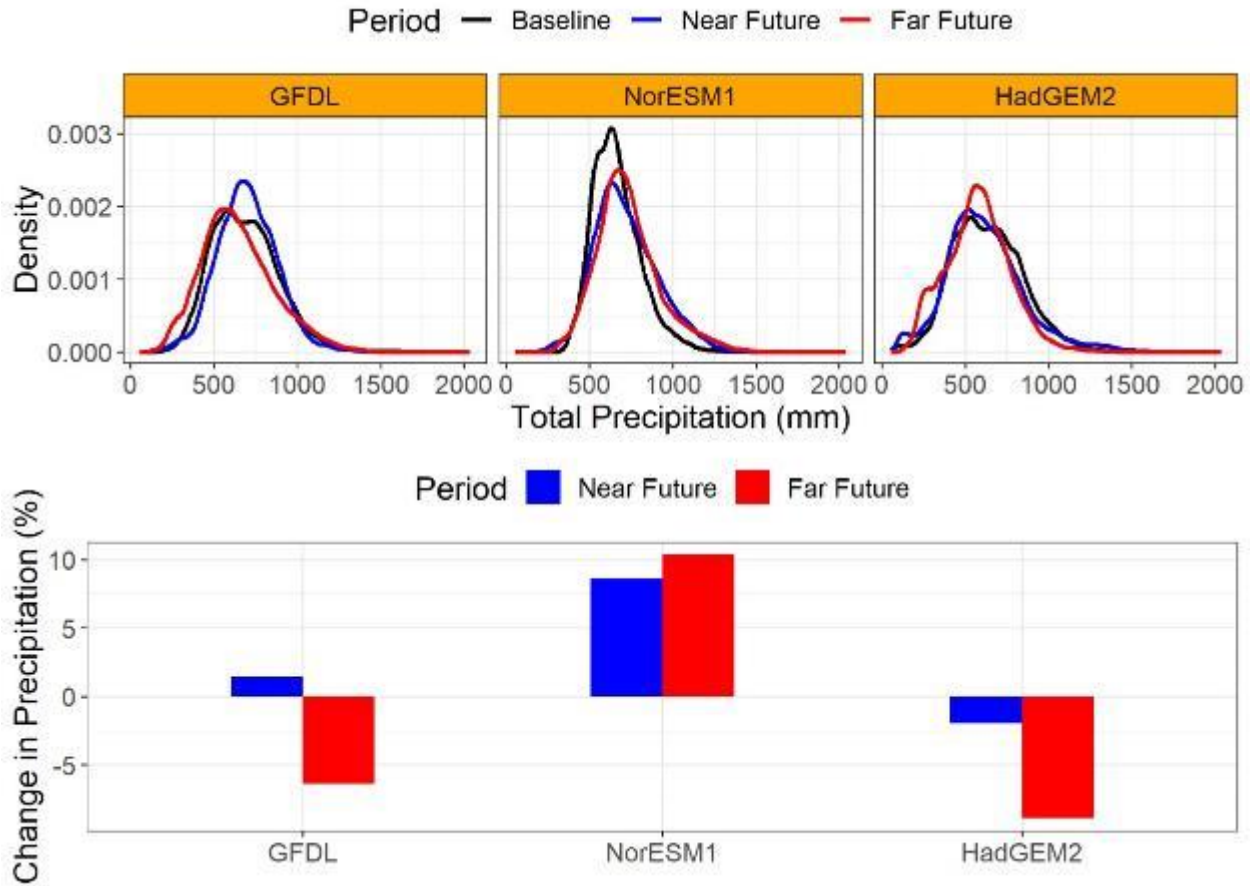 Period Baseline Near Future Far Future
GFDL NorESM1 HadGEM2
Density
0.003
0.002
0.001
0.000
0 500 1000 1500 2000 0 500 1000 1500 2000 0 500 1000 1500 2000
Total Precipitation (mm)
Period Near Future Far Future
Change in Precipitation (%)
10
5
0
-5
GFDL NorESM1 HadGEM2